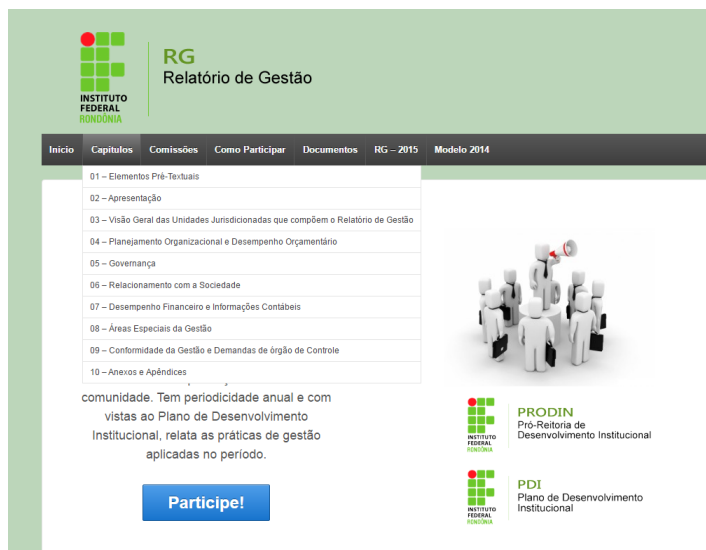 RG
Relatório de Gestão
INSTITUTO
FEDERAL
RONDÔNIA
Início Capítulos Comissões Como Participar Documentos RG – 2015 Modelo 2014
01 – Elementos Pré-Textuais
02 – Apresentação
03 – Visão Geral das Unidades Jurisdicionadas que compõem o Relatório de Gestão
04 – Planejamento Organizacional e Desempenho Orçamentário
05 – Governança
06 – Relacionamento com a Sociedade
07 – Desempenho Financeiro e Informações Contábeis
08 – Áreas Especiais da Gestão
09 – Conformidade da Gestão e Demandas de órgão de Controle
10 – Anexos e Apêndices
comunidade. Tem periodicidade anual e com
vistas ao Plano de Desenvolvimento
Institucional, relata as práticas de gestão
aplicadas no período.
Participe!
PRODIN
Pró-Reitoria de
Desenvolvimento Institucional
INSTITUTO
FEDERAL
RONDÔNIA
PDI
Plano de Desenvolvimento
Institucional
INSTITUTO
FEDERAL
RONDÔNIA